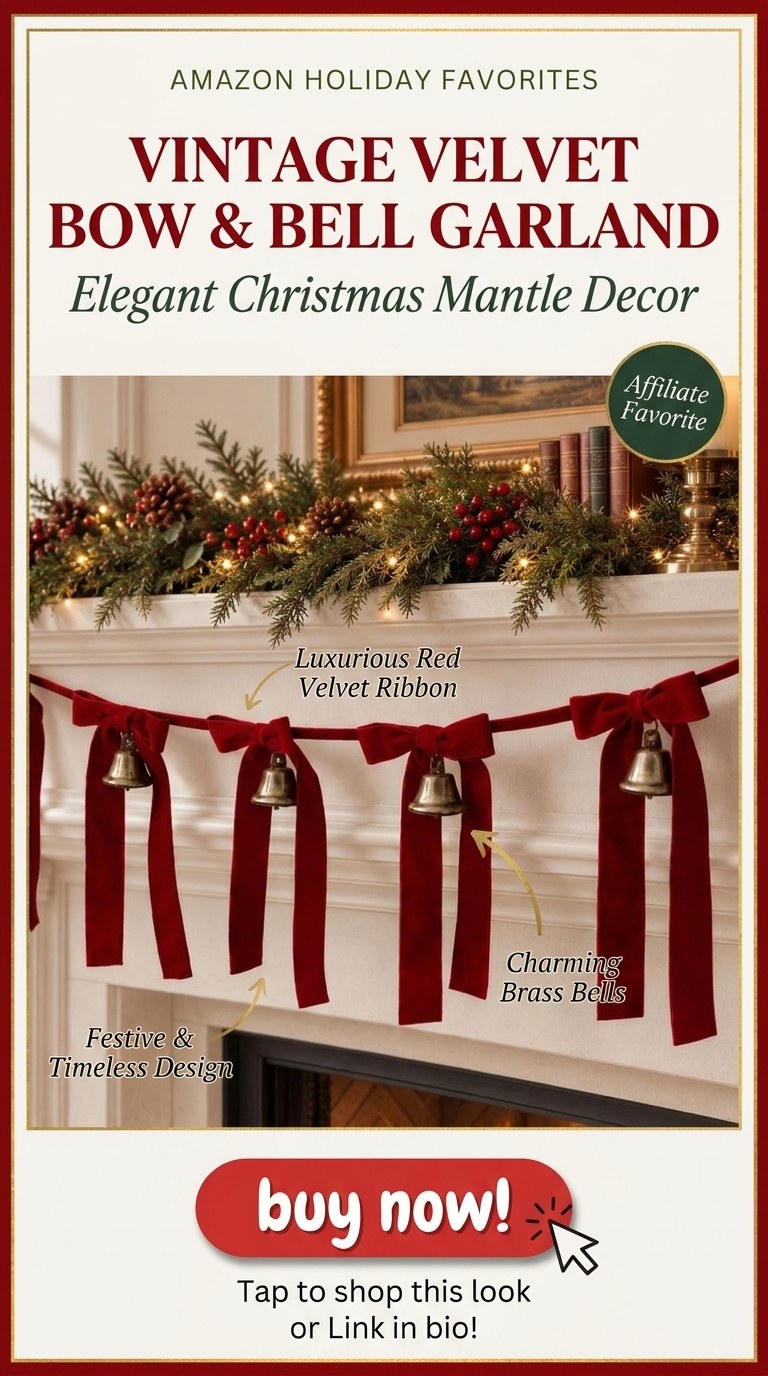 AMAZON HOLIDAY FAVORITES
VINTAGE VELVET
BOW & BELL GARLAND
Elegant Christmas Mantle Decor
Affiliate
Favorite
Luxurious Red
Velvet Ribbon
Charming
Brass Bells
Festive &
Timeless Design
buy now!
Tap to shop this look
or Link in bio!